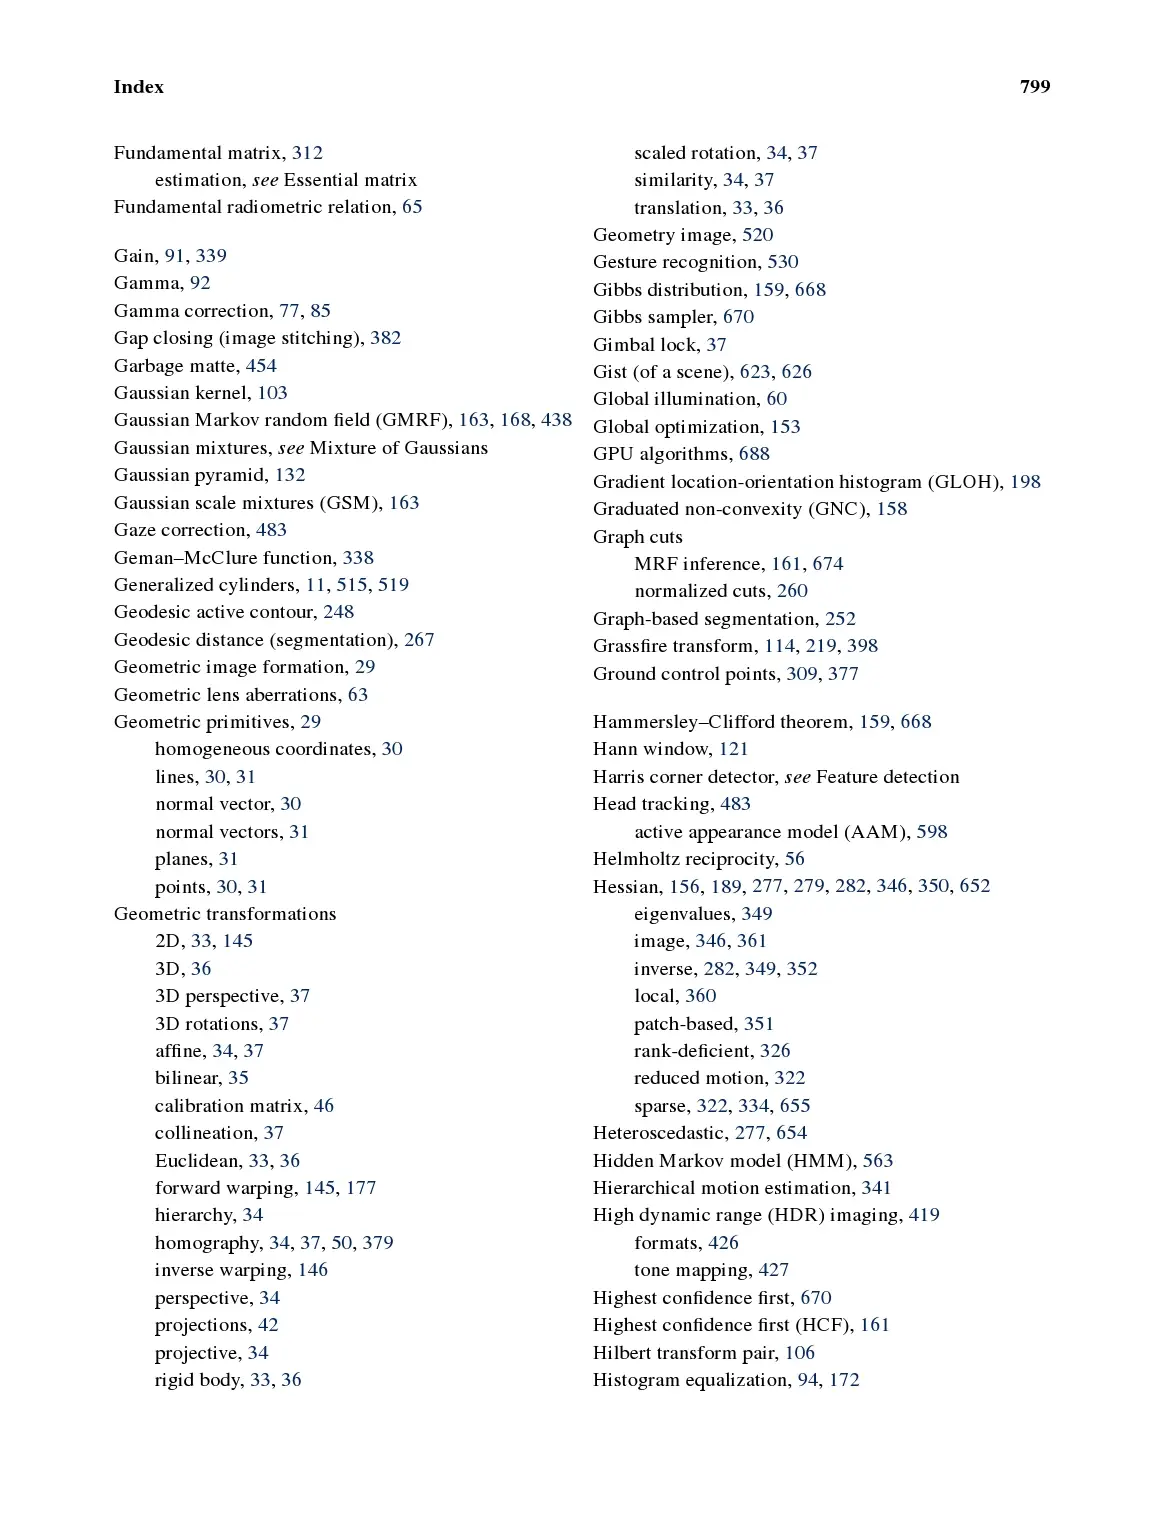 Index 799
Fundamental matrix, 312
estimation, see Essential matrix
Fundamental radiometric relation, 65
Gain, 91, 339
Gamma, 92
Gamma correction, 77, 85
Gap closing (image stitching), 382
Garbage matte, 454
Gaussian kernel, 103
Gaussian Markov random field (GMRF), 163, 168, 438
Gaussian mixtures, see Mixture of Gaussians
Gaussian pyramid, 132
Gaussian scale mixtures (GSM), 163
Gaze correction, 483
Geman–McClure function, 338
Generalized cylinders, 11, 515, 519
Geodesic active contour, 248
Geodesic distance (segmentation), 267
Geometric image formation, 29
Geometric lens aberrations, 63
Geometric primitives, 29
homogeneous coordinates, 30
lines, 30, 31
normal vector, 30
normal vectors, 31
planes, 31
points, 30, 31
Geometric transformations
2D, 33, 145
3D, 36
3D perspective, 37
3D rotations, 37
affine, 34, 37
bilinear, 35
calibration matrix, 46
collineation, 37
Euclidean, 33, 36
forward warping, 145, 177
hierarchy, 34
homography, 34, 37, 50, 379
inverse warping, 146
perspective, 34
projections, 42
projective, 34
rigid body, 33, 36
scaled rotation, 34, 37
similarity, 34, 37
translation, 33, 36
Geometry image, 520
Gesture recognition, 530
Gibbs distribution, 159, 668
Gibbs sampler, 670
Gimbal lock, 37
Gist (of a scene), 623, 626
Global illumination, 60
Global optimization, 153
GPU algorithms, 688
Gradient location-orientation histogram (GLOH), 198
Graduated non-convexity (GNC), 158
Graph cuts
MRF inference, 161, 674
normalized cuts, 260
Graph-based segmentation, 252
Grassfire transform, 114, 219, 398
Ground control points, 309, 377
Hammersley–Clifford theorem, 159, 668
Hann window, 121
Harris corner detector, see Feature detection
Head tracking, 483
active appearance model (AAM), 598
Helmholtz reciprocity, 56
Hessian, 156, 189, 277, 279, 282, 346, 350, 652
eigenvalues, 349
image, 346, 361
inverse, 282, 349, 352
local, 360
patch-based, 351
rank-deficient, 326
reduced motion, 322
sparse, 322, 334, 655
Heteroscedastic, 277, 654
Hidden Markov model (HMM), 563
Hierarchical motion estimation, 341
High dynamic range (HDR) imaging, 419
formats, 426
tone mapping, 427
Highest confidence first, 670
Highest confidence first (HCF), 161
Hilbert transform pair, 106
Histogram equalization, 94, 172